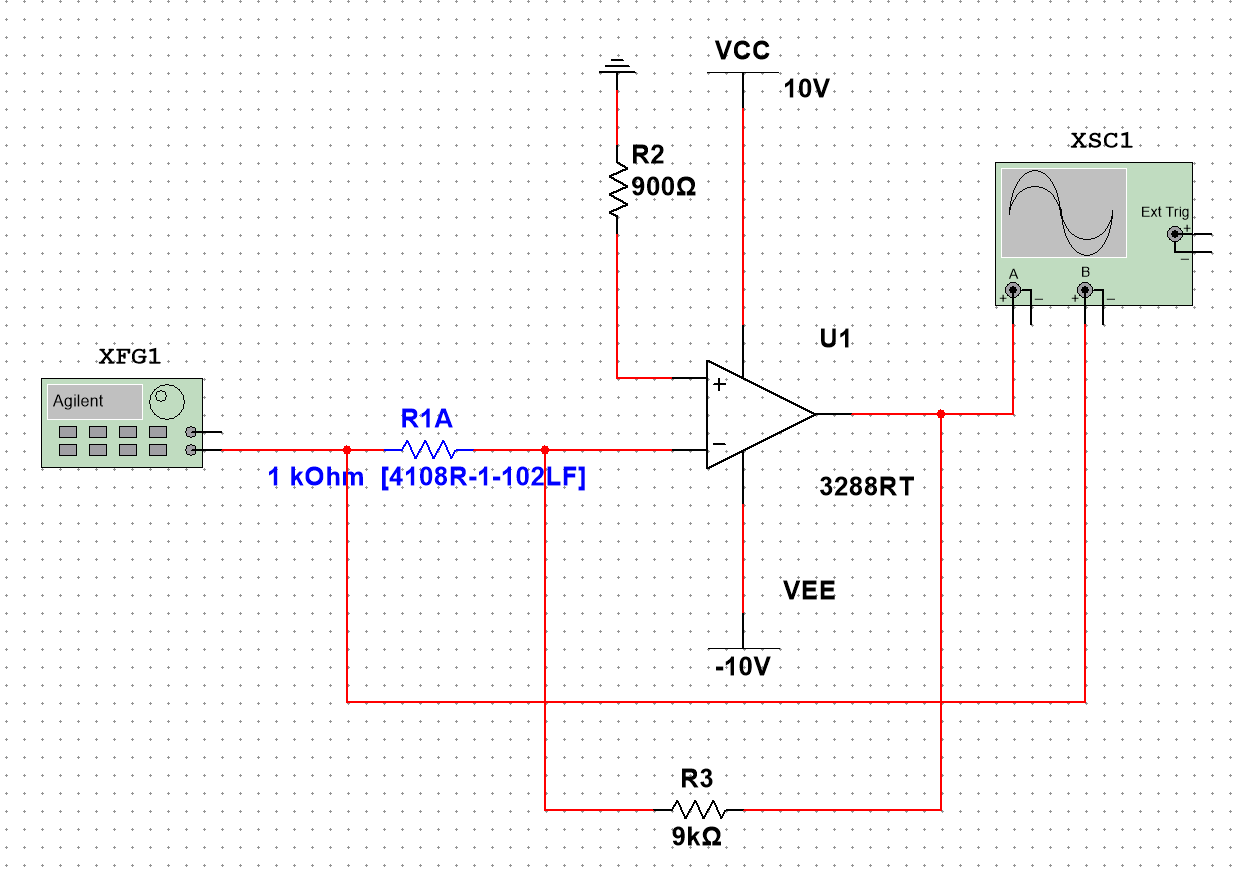 VCC
10V
R2
900Ω
XSC1
Ext Trig
+
−
A
B
+
−
+
−
U1
XFG1
Agilent
+
−
R1A
1 kOhm [4108R-1-102LF]
3288RT
VEE
-10V
R3
9kΩ